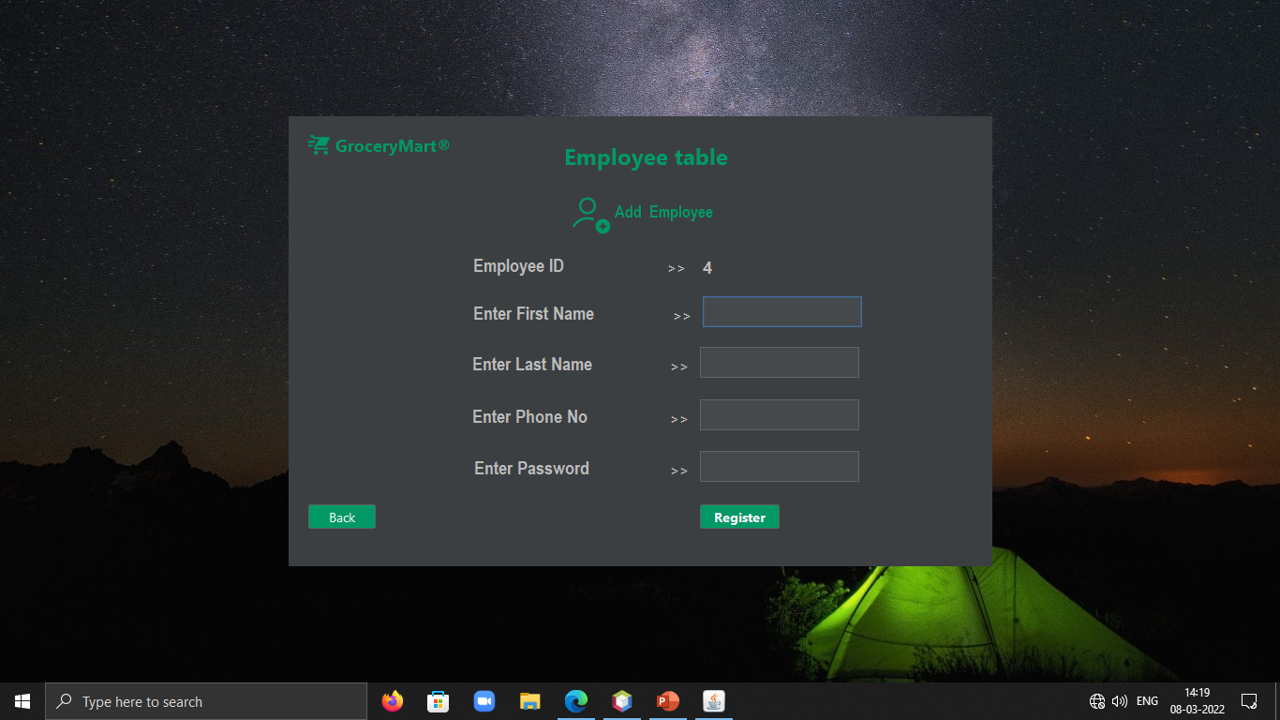 GroceryMart®
Employee table
Add Employee
Employee ID >> 4
Enter First Name >>
Enter Last Name >>
Enter Phone No >>
Enter Password >>
Back Register
Type here to search
P
ENG
14:19
08-03-2022